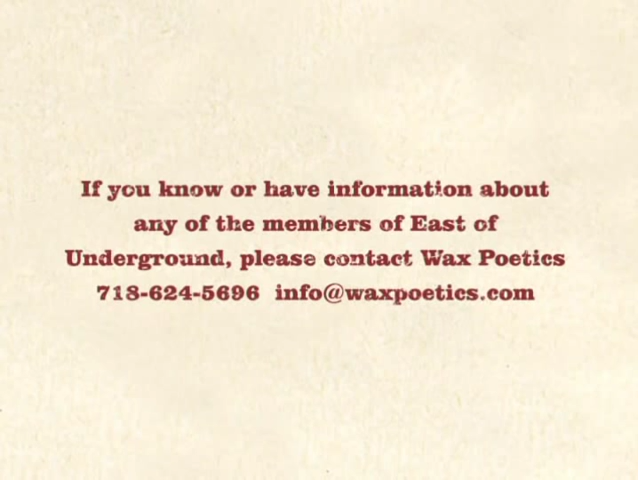 If you know or have information about
any of the members of East of
Underground, please contact Wax Poetics
718-624-5696 info@waxpoetics.com